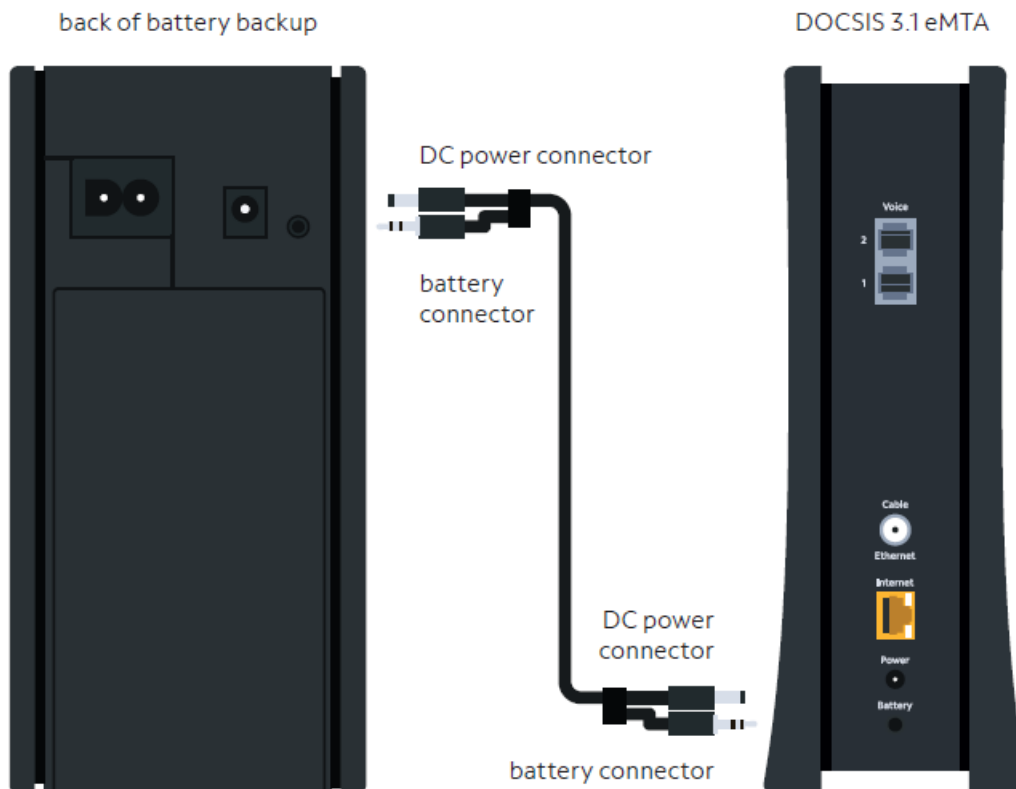 back of battery backup
DOCSIS 3.1 eMTA
DC power connector
battery
connector
Voice
2
1
Cable
Ethernet
Internet
Power
Battery
DC power
connector
battery connector